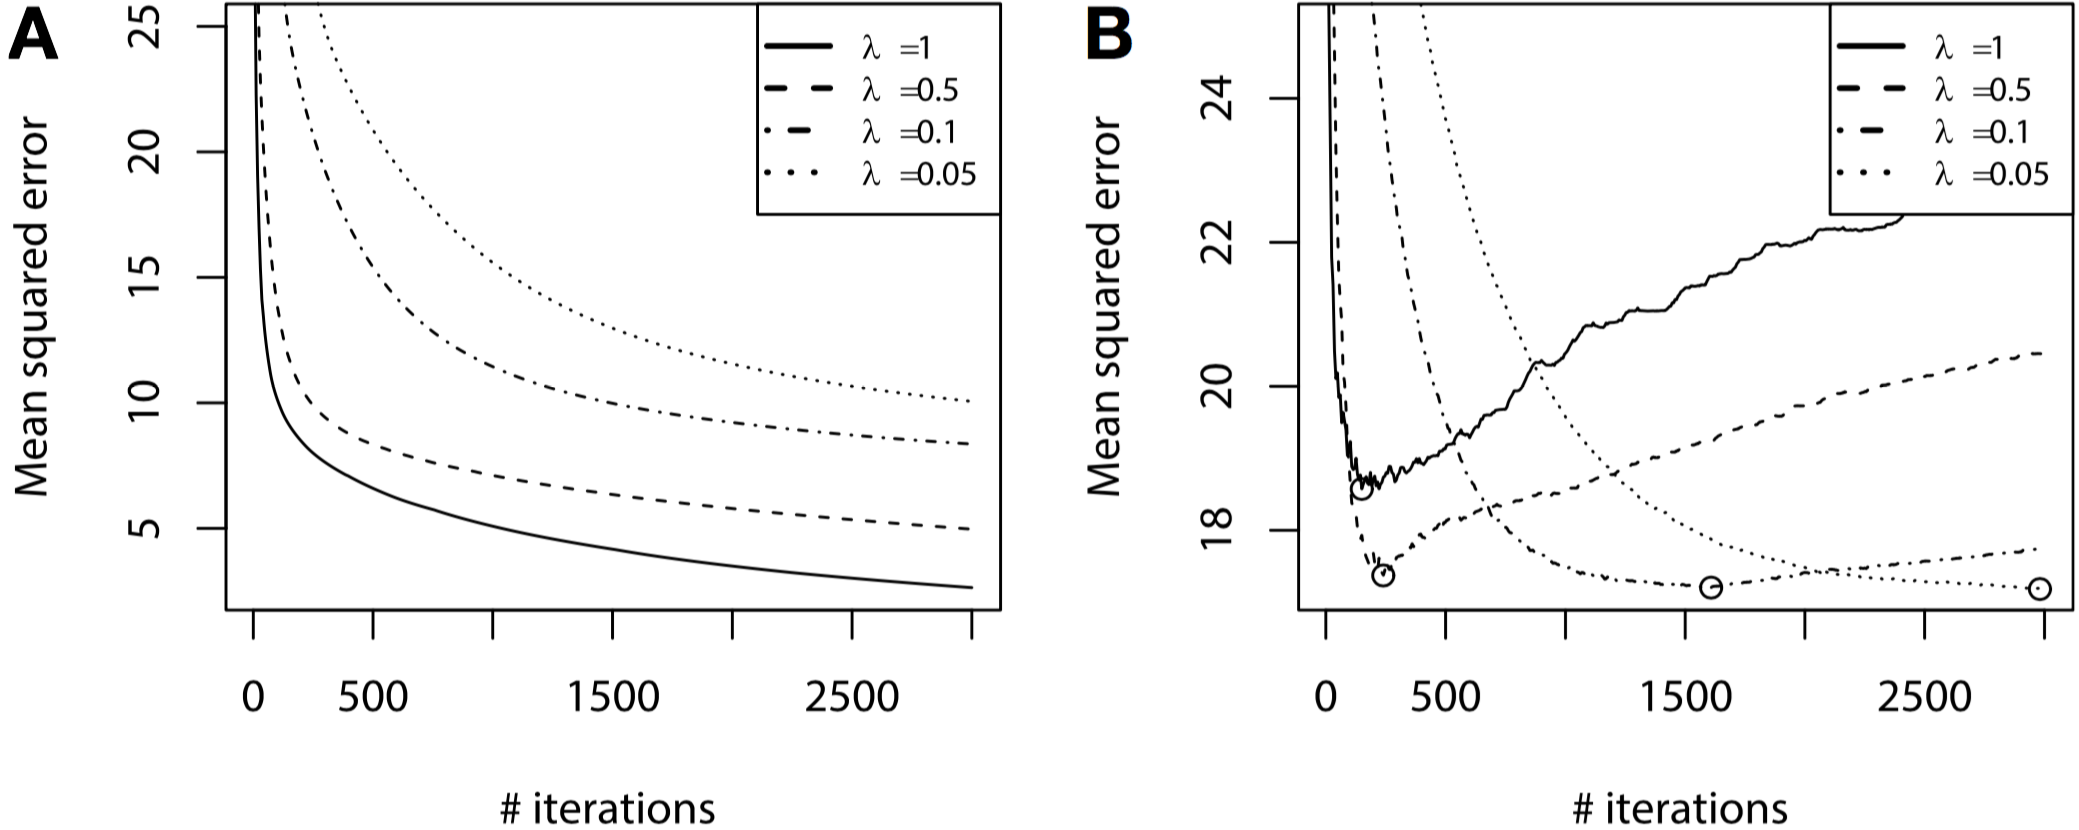 A
Mean squared error
25
20
15
10
5
λ =1
λ =0.5
λ =0.1
λ =0.05
0 500 1500 2500
# iterations
B
Mean squared error
24
22
20
18
λ =1
λ =0.5
λ =0.1
λ =0.05
0 500 1500 2500
# iterations